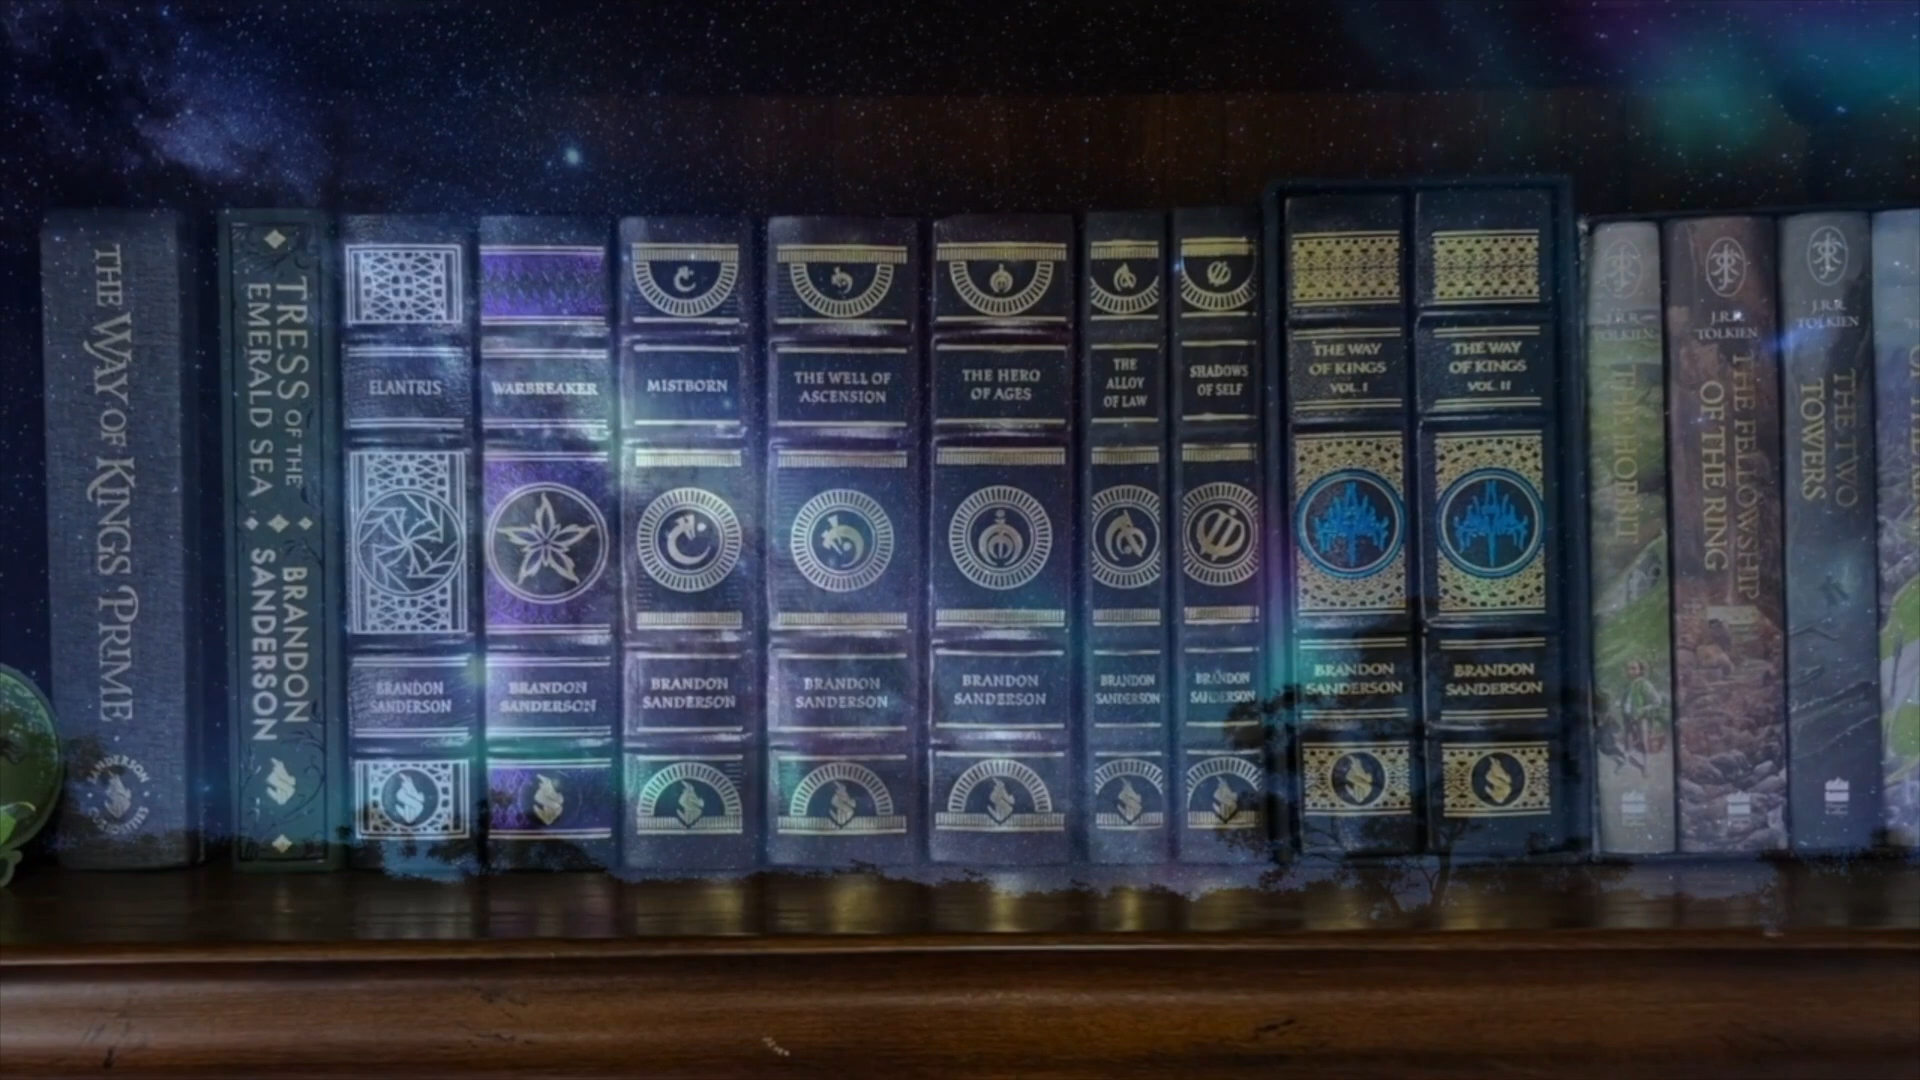 THE WAY OF KINGS PRIME
SANDERSON
CURIOSITIES
TRESS OF THE
EMERALD SEA
BRANDON
SANDERSON
ELANTRIS
BRANDON
SANDERSON
WARBREAKER
BRANDON
SANDERSON
MISTBORN
BRANDON
SANDERSON
THE WELL OF
ASCENSION
BRANDON
SANDERSON
THE HERO
OF AGES
BRANDON
SANDERSON
THE
ALLOY
OF LAW
BRANDON
SANDERSON
SHADOWS
OF SELF
BRANDON
SANDERSON
THE WAY
OF KINGS
VOL. I
BRANDON
SANDERSON
THE WAY
OF KINGS
VOL. II
BRANDON
SANDERSON
J.R.R.
TOLKIEN
THE HOBBIT
J.R.R.
TOLKIEN
THE FELLOWSHIP
OF THE RING
J.R.R.
TOLKIEN
THE TWO
TOWERS